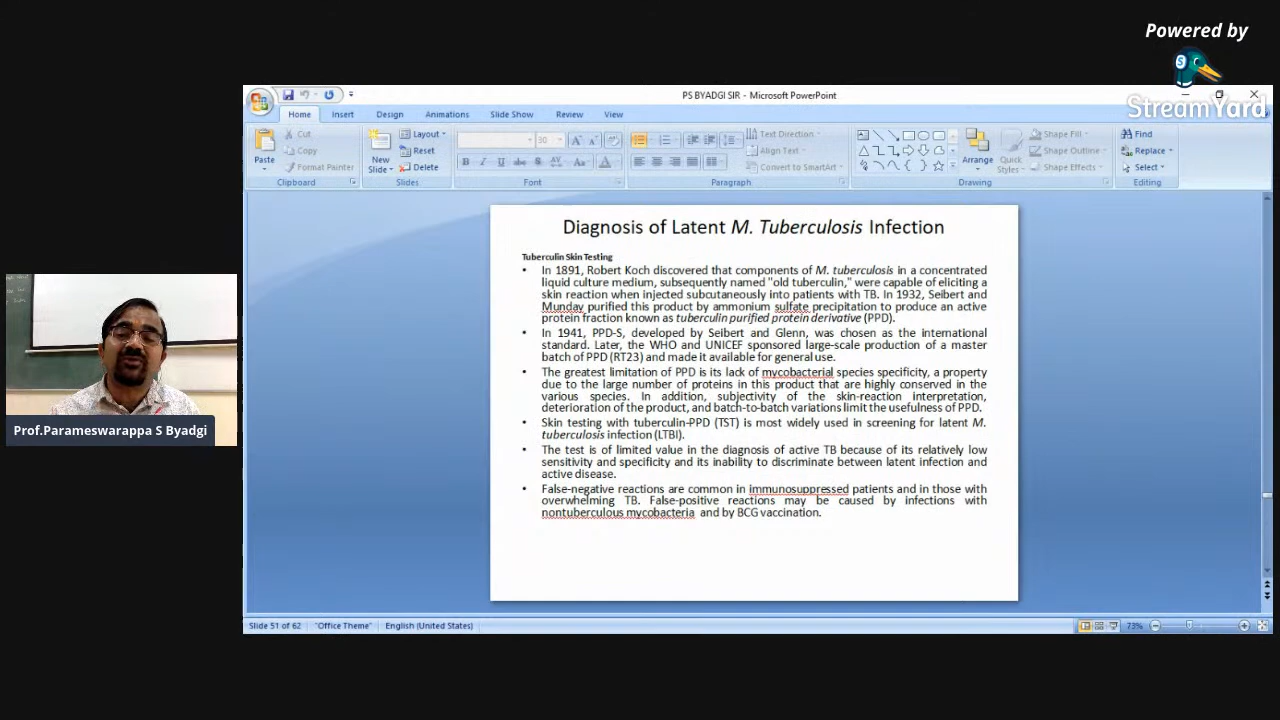 Powered by
StreamYard
PS BYADGI SIR - Microsoft PowerPoint
Home Insert Design Animations Slide Show Review View
Paste
Cut
Copy
Format Painter
Clipboard
New
Slide
Layout
Reset
Delete
Slides
30
Font
Text Direction
Align Text
Convert to SmartArt
Paragraph
Arrange
Quick
Styles
Shape Fill
Shape Outline
Shape Effects
Drawing
Find
Replace
Select
Editing
Diagnosis of Latent M. Tuberculosis Infection
Tuberculin Skin Testing
• In 1891, Robert Koch discovered that components of M. tuberculosis in a concentrated
liquid culture medium, subsequently named "old tuberculin," were capable of eliciting a
skin reaction when injected subcutaneously into patients with TB. In 1932, Seibert and
Munday purified this product by ammonium sulfate precipitation to produce an active
protein fraction known as tuberculin purified protein derivative (PPD).
• In 1941, PPD-S, developed by Seibert and Glenn, was chosen as the international
standard. Later, the WHO and UNICEF sponsored large-scale production of a master
batch of PPD (RT23) and made it available for general use.
• The greatest limitation of PPD is its lack of mycobacterial species specificity, a property
due to the large number of proteins in this product that are highly conserved in the
various species. In addition, subjectivity of the skin-reaction interpretation,
deterioration of the product, and batch-to-batch variations limit the usefulness of PPD.
• Skin testing with tuberculin-PPD (TST) is most widely used in screening for latent M.
tuberculosis infection (LTBI).
• The test is of limited value in the diagnosis of active TB because of its relatively low
sensitivity and specificity and its inability to discriminate between latent infection and
active disease.
• False-negative reactions are common in immunosuppressed patients and in those with
overwhelming TB. False-positive reactions may be caused by infections with
nontuberculous mycobacteria and by BCG vaccination.
Prof.Parameswarappa S Byadgi
Slide 51 of 62 "Office Theme" English (United States) 73%